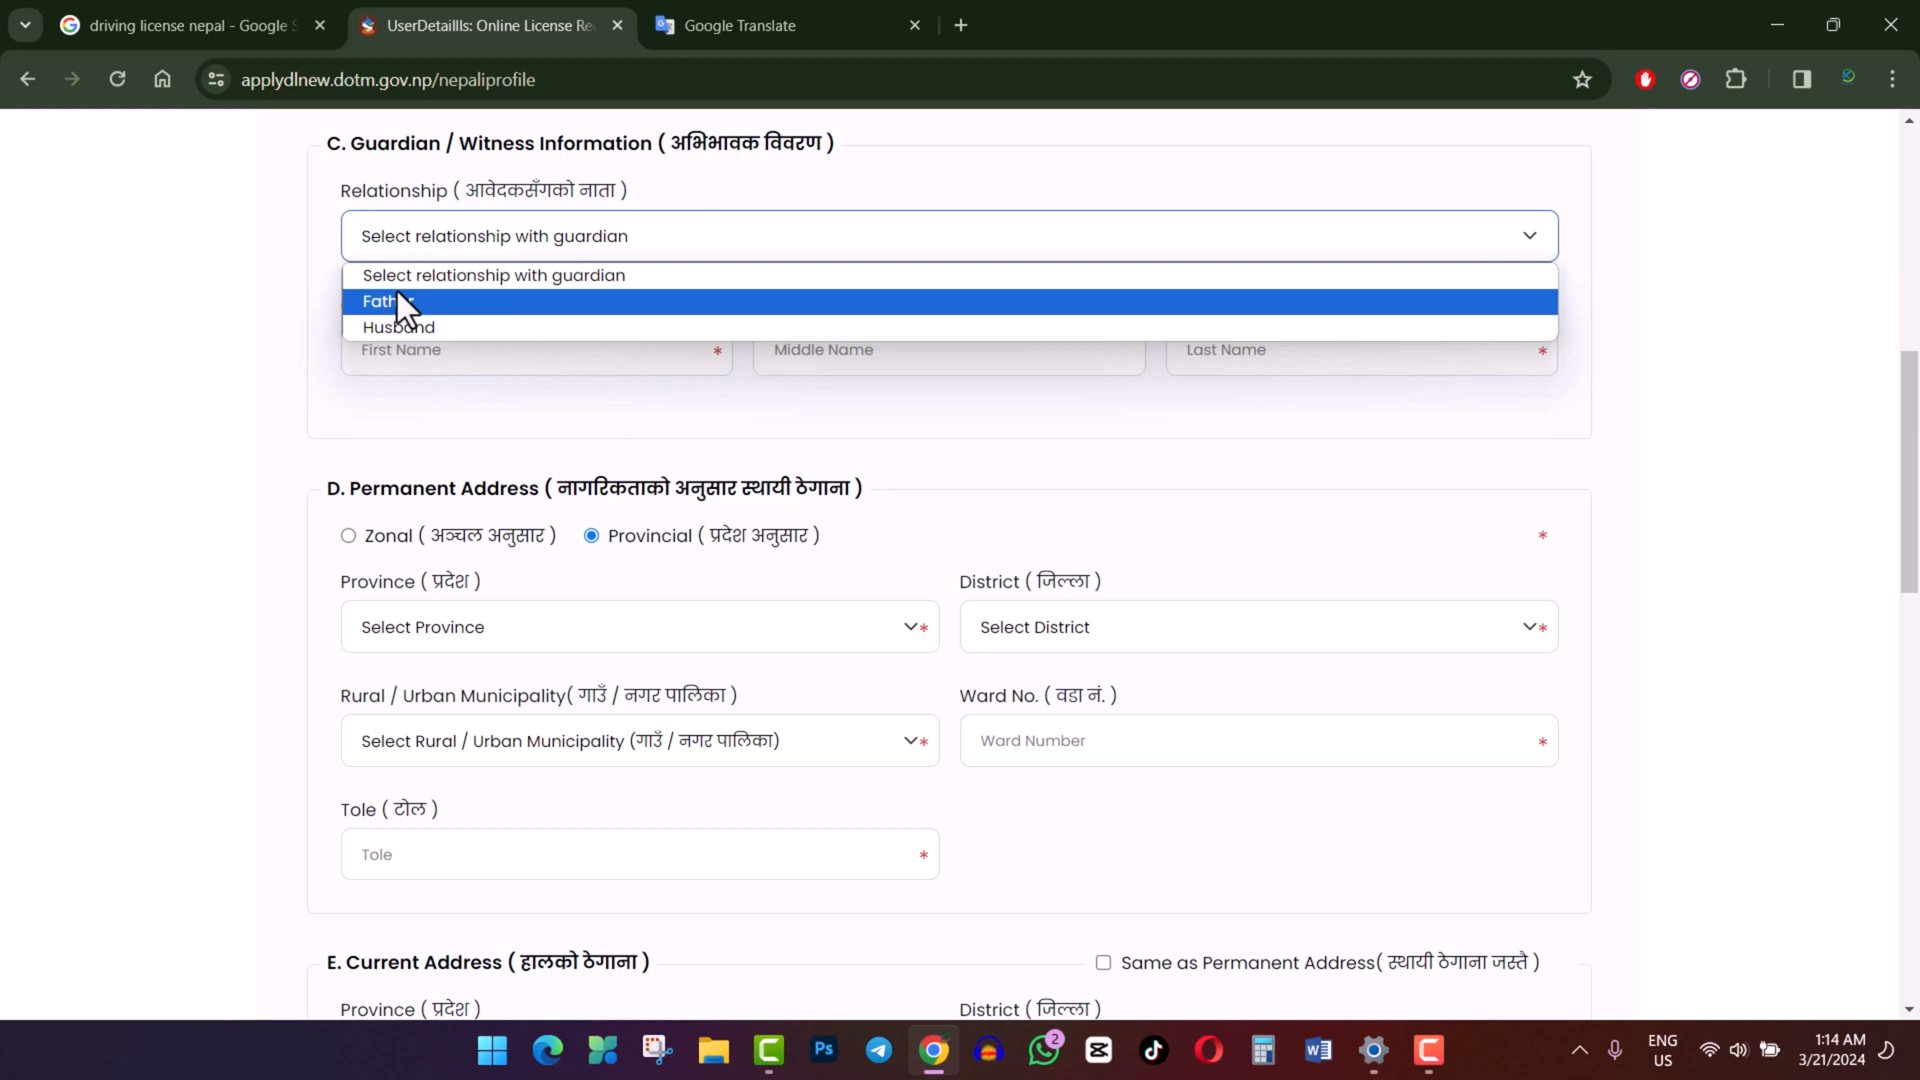 driving license nepal - Google S
UserDetaillls: Online License Re
Google Translate
applydlnew.dotm.gov.np/nepaliprofile
C. Guardian / Witness Information ( अभिभावक विवरण )
Relationship ( आवेदकसँगको नाता )
Select relationship with guardian
Select relationship with guardian
Father
Husband
First Name *
Middle Name
Last Name *
D. Permanent Address ( नागरिकताको अनुसार स्थायी ठेगाना )
Zonal ( अञ्चल अनुसार ) Provincial ( प्रदेश अनुसार ) *
Province ( प्रदेश )
District ( जिल्ला )
Select Province *
Select District *
Rural / Urban Municipality( गाउँ / नगर पालिका )
Ward No. ( वडा नं. )
Select Rural / Urban Municipality (गाउँ / नगर पालिका) *
Ward Number *
Tole ( टोल )
Tole *
E. Current Address ( हालको ठेगाना )
Same as Permanent Address( स्थायी ठेगाना जस्तै )
Province ( प्रदेश )
District ( जिल्ला )
Ps
2
ENG
US
1:14 AM
3/21/2024